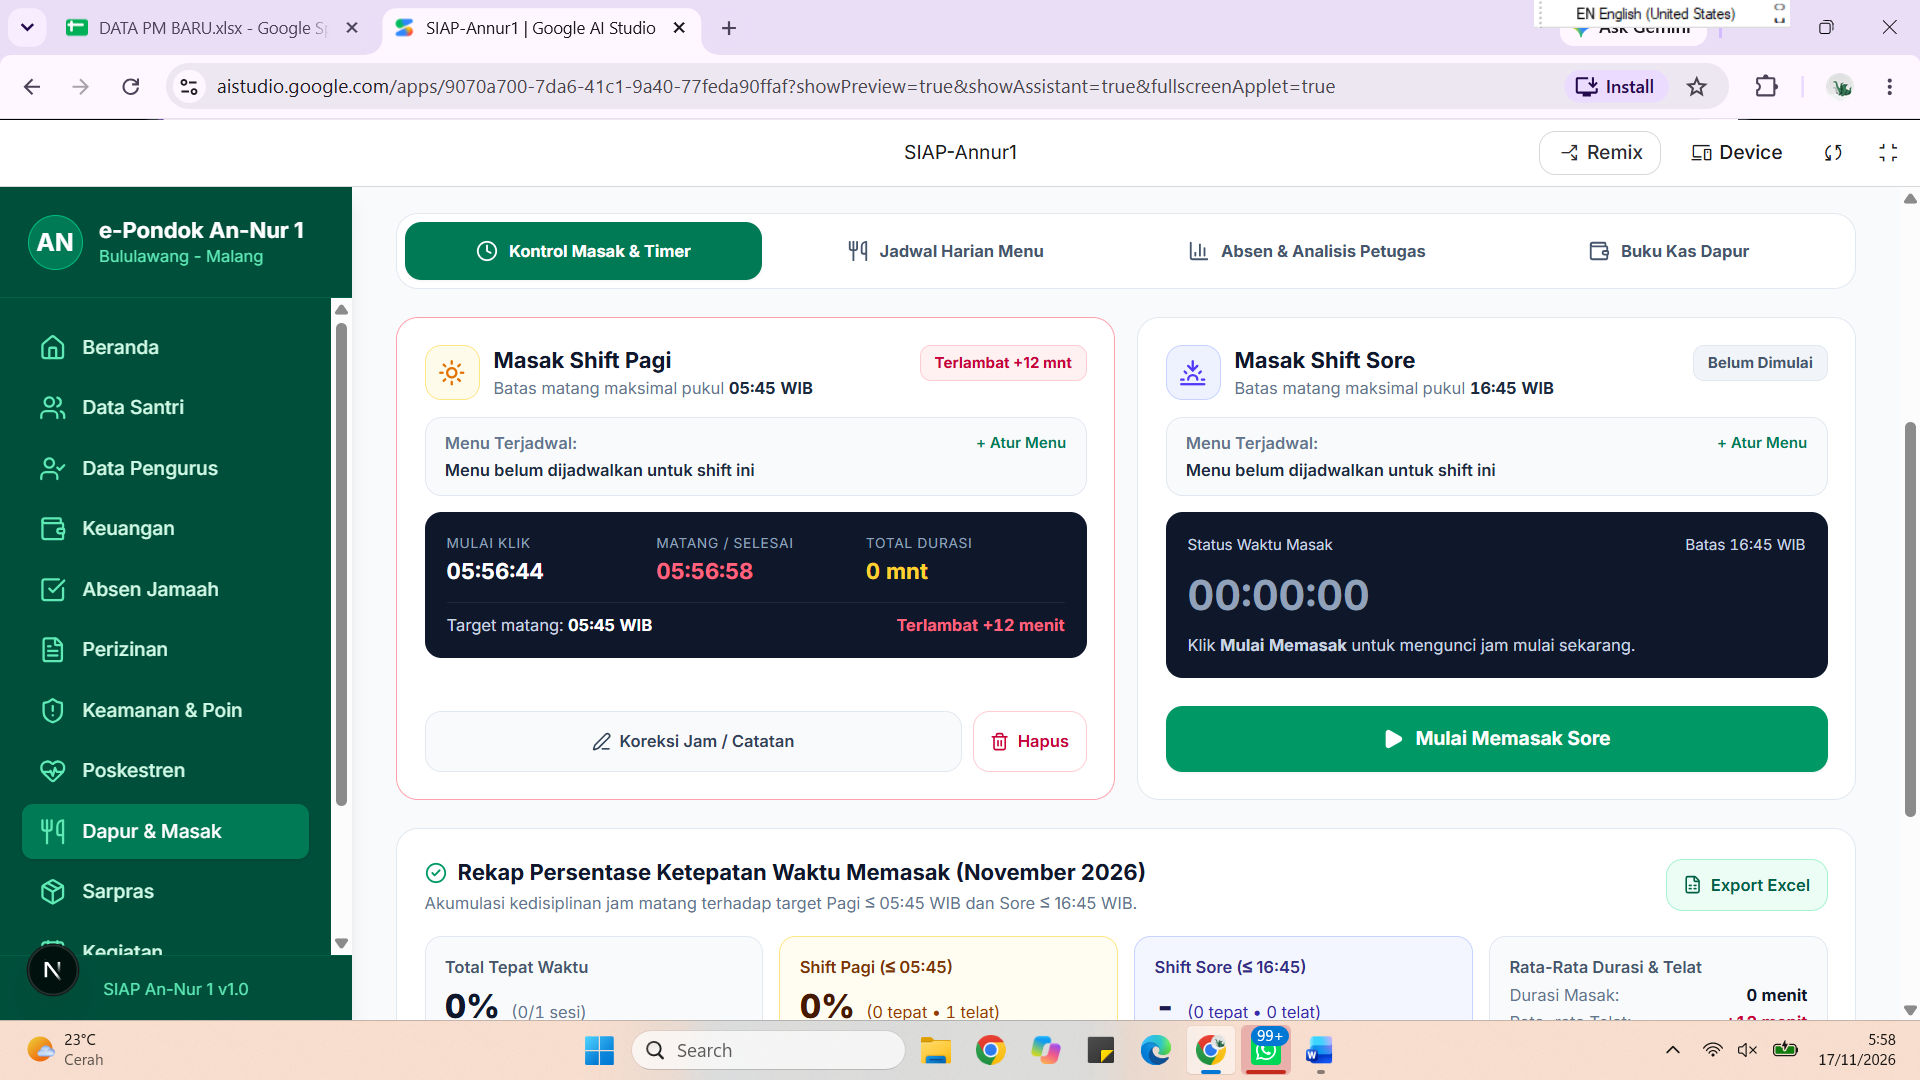 DATA PM BARU.xlsx - Google Sp
SIAP-Annur1 | Google AI Studio
EN English (United States)
Ask Gemini
aistudio.google.com/apps/9070a700-7da6-41c1-9a40-77feda90ffaf?showPreview=true&showAssistant=true&fullscreenApplet=true
Install
SIAP-Annur1
Remix
Device
AN
e-Pondok An-Nur 1
Bululawang - Malang
Beranda
Data Santri
Data Pengurus
Keuangan
Absen Jamaah
Perizinan
Keamanan & Poin
Poskestren
Dapur & Masak
Sarpras
Kegiatan
N
SIAP An-Nur 1 v1.0
Kontrol Masak & Timer
Jadwal Harian Menu
Absen & Analisis Petugas
Buku Kas Dapur
Masak Shift Pagi
Batas matang maksimal pukul 05:45 WIB
Terlambat +12 mnt
Menu Terjadwal:
+ Atur Menu
Menu belum dijadwalkan untuk shift ini
MULAI KLIK
MATANG / SELESAI
TOTAL DURASI
05:56:44
05:56:58
0 mnt
Target matang: 05:45 WIB
Terlambat +12 menit
Koreksi Jam / Catatan
Hapus
Masak Shift Sore
Batas matang maksimal pukul 16:45 WIB
Belum Dimulai
Menu Terjadwal:
+ Atur Menu
Menu belum dijadwalkan untuk shift ini
Status Waktu Masak
Batas 16:45 WIB
00:00:00
Klik Mulai Memasak untuk mengunci jam mulai sekarang.
Mulai Memasak Sore
Rekap Persentase Ketepatan Waktu Memasak (November 2026)
Akumulasi kedisiplinan jam matang terhadap target Pagi ≤ 05:45 WIB dan Sore ≤ 16:45 WIB.
Export Excel
Total Tepat Waktu
0% (0/1 sesi)
Shift Pagi (≤ 05:45)
0% (0 tepat • 1 telat)
Shift Sore (≤ 16:45)
- (0 tepat • 0 telat)
Rata-Rata Durasi & Telat
Durasi Masak:
0 menit
Rata-rata Telat:
+12 menit
23°C
Cerah
Search
99+
5:58
17/11/2026